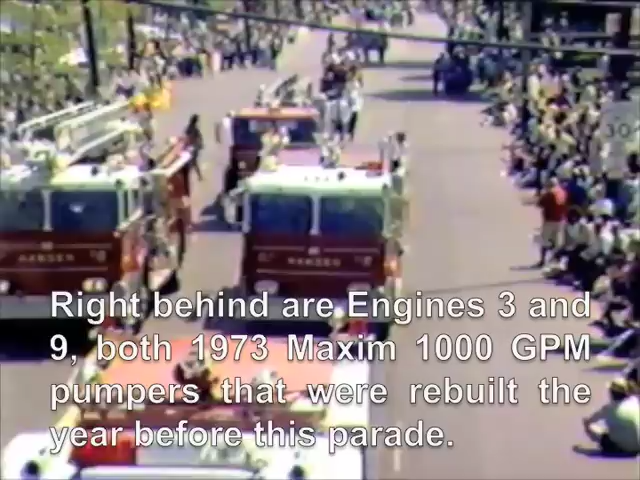 30
Right behind are Engines 3 and
9, both 1973 Maxim 1000 GPM
pumpers that were rebuilt the
year before this parade.